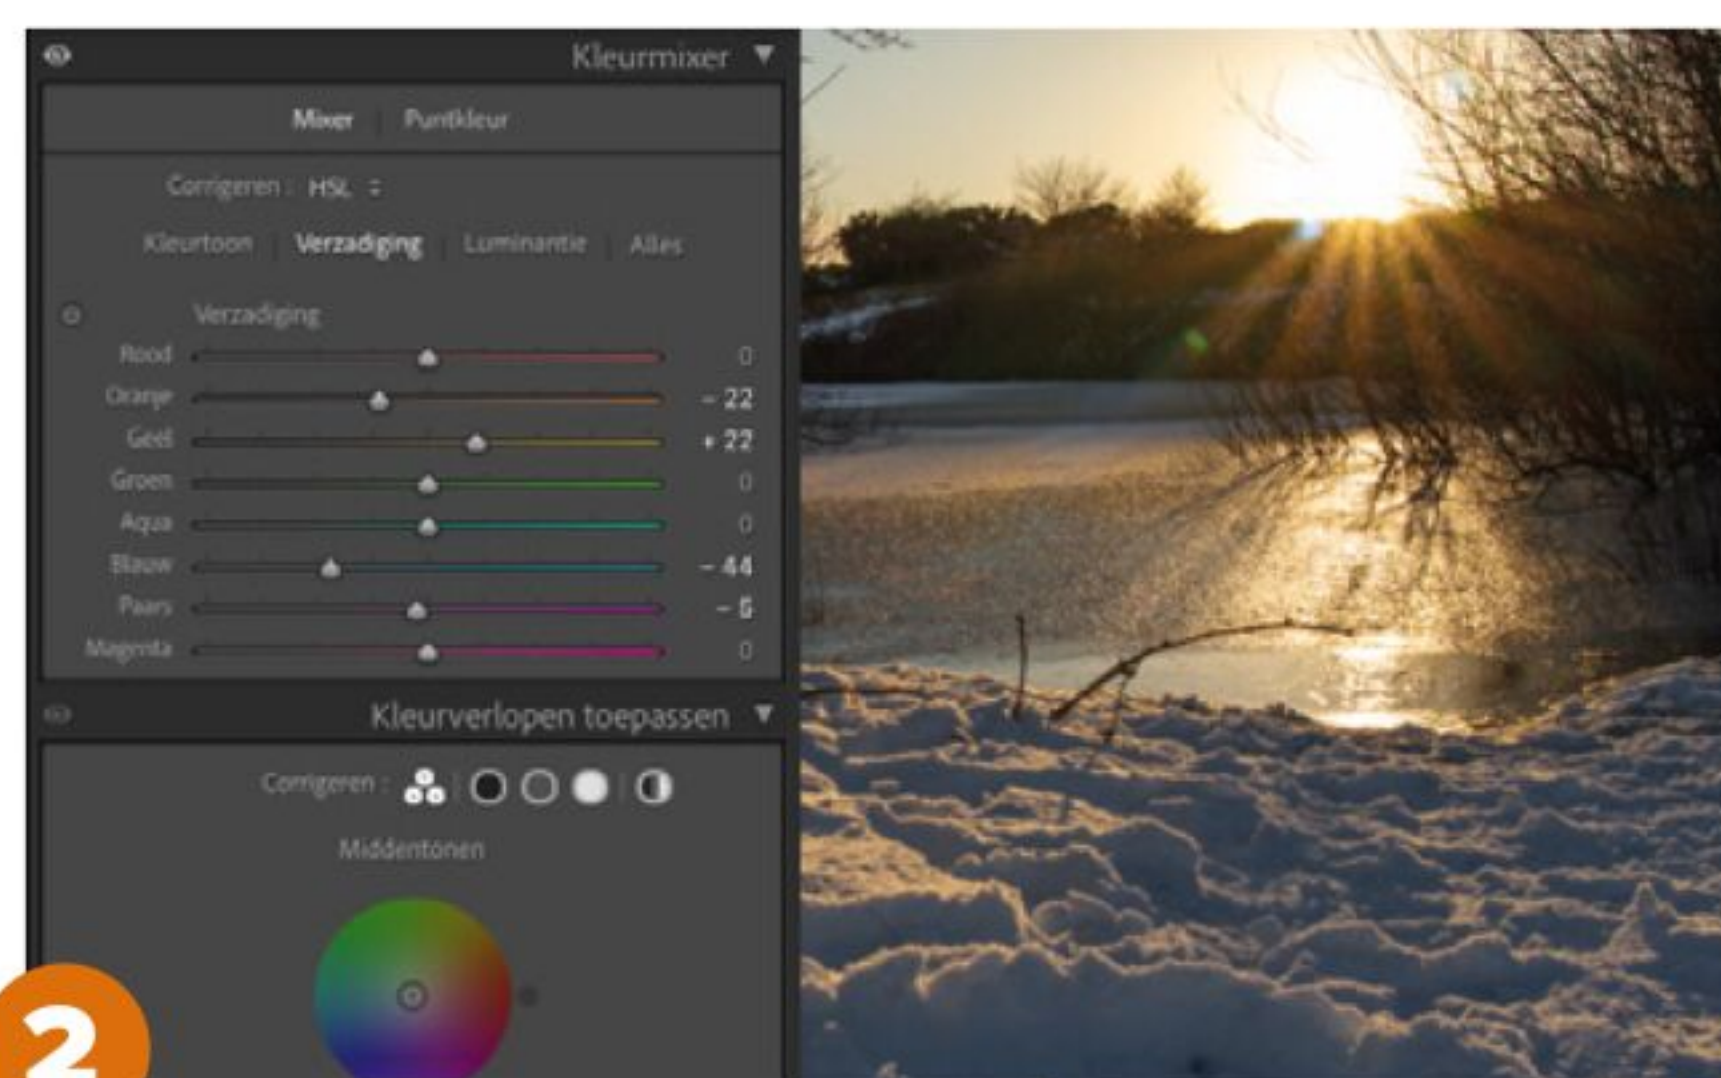 Kleurmixer
Mixer Puntkleur
Corrigeren : HSL
Kleurtoon Verzadiging Luminantie Alles
Verzadiging
Rood 0
Oranje - 22
Geel + 22
Groen 0
Aqua 0
Blauw - 44
Paars - 5
Magenta 0
Kleurverlopen toepassen
Corrigeren :
Middentonen
2